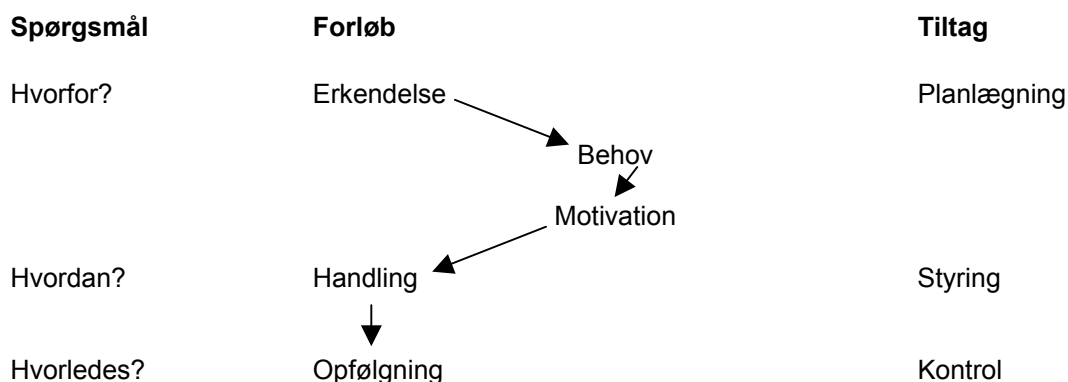 Spørgsmål Forløb Tiltag
Hvorfor? Erkendelse Planlægning
Behov
Motivation
Hvordan? Handling Styring
Hvorledes? Opfølgning Kontrol